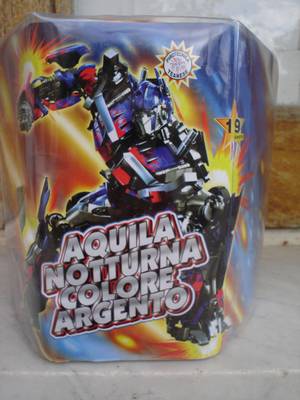 19
AQUILA
NOTTURNA
COLORE
ARGENTO